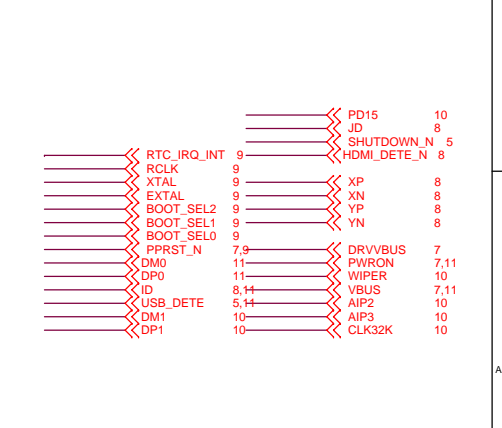 PD15 10
JD 8
SHUTDOWN_N 5
RTC_IRQ_INT 9 HDMI_DETE_N 8
RCLK 9
XTAL 9 XP 8
EXTAL 9 XN 8
BOOT_SEL2 9 YP 8
BOOT_SEL1 9 YN 8
BOOT_SEL0 9
PPRST_N 7,9 DRVVBUS 7
DM0 11 PWRON 7,11
DP0 11 WIPER 10
ID 8,11 VBUS 7,11
USB_DETE 5,11 AIP2 10
DM1 10 AIP3 10
DP1 10 CLK32K 10
A